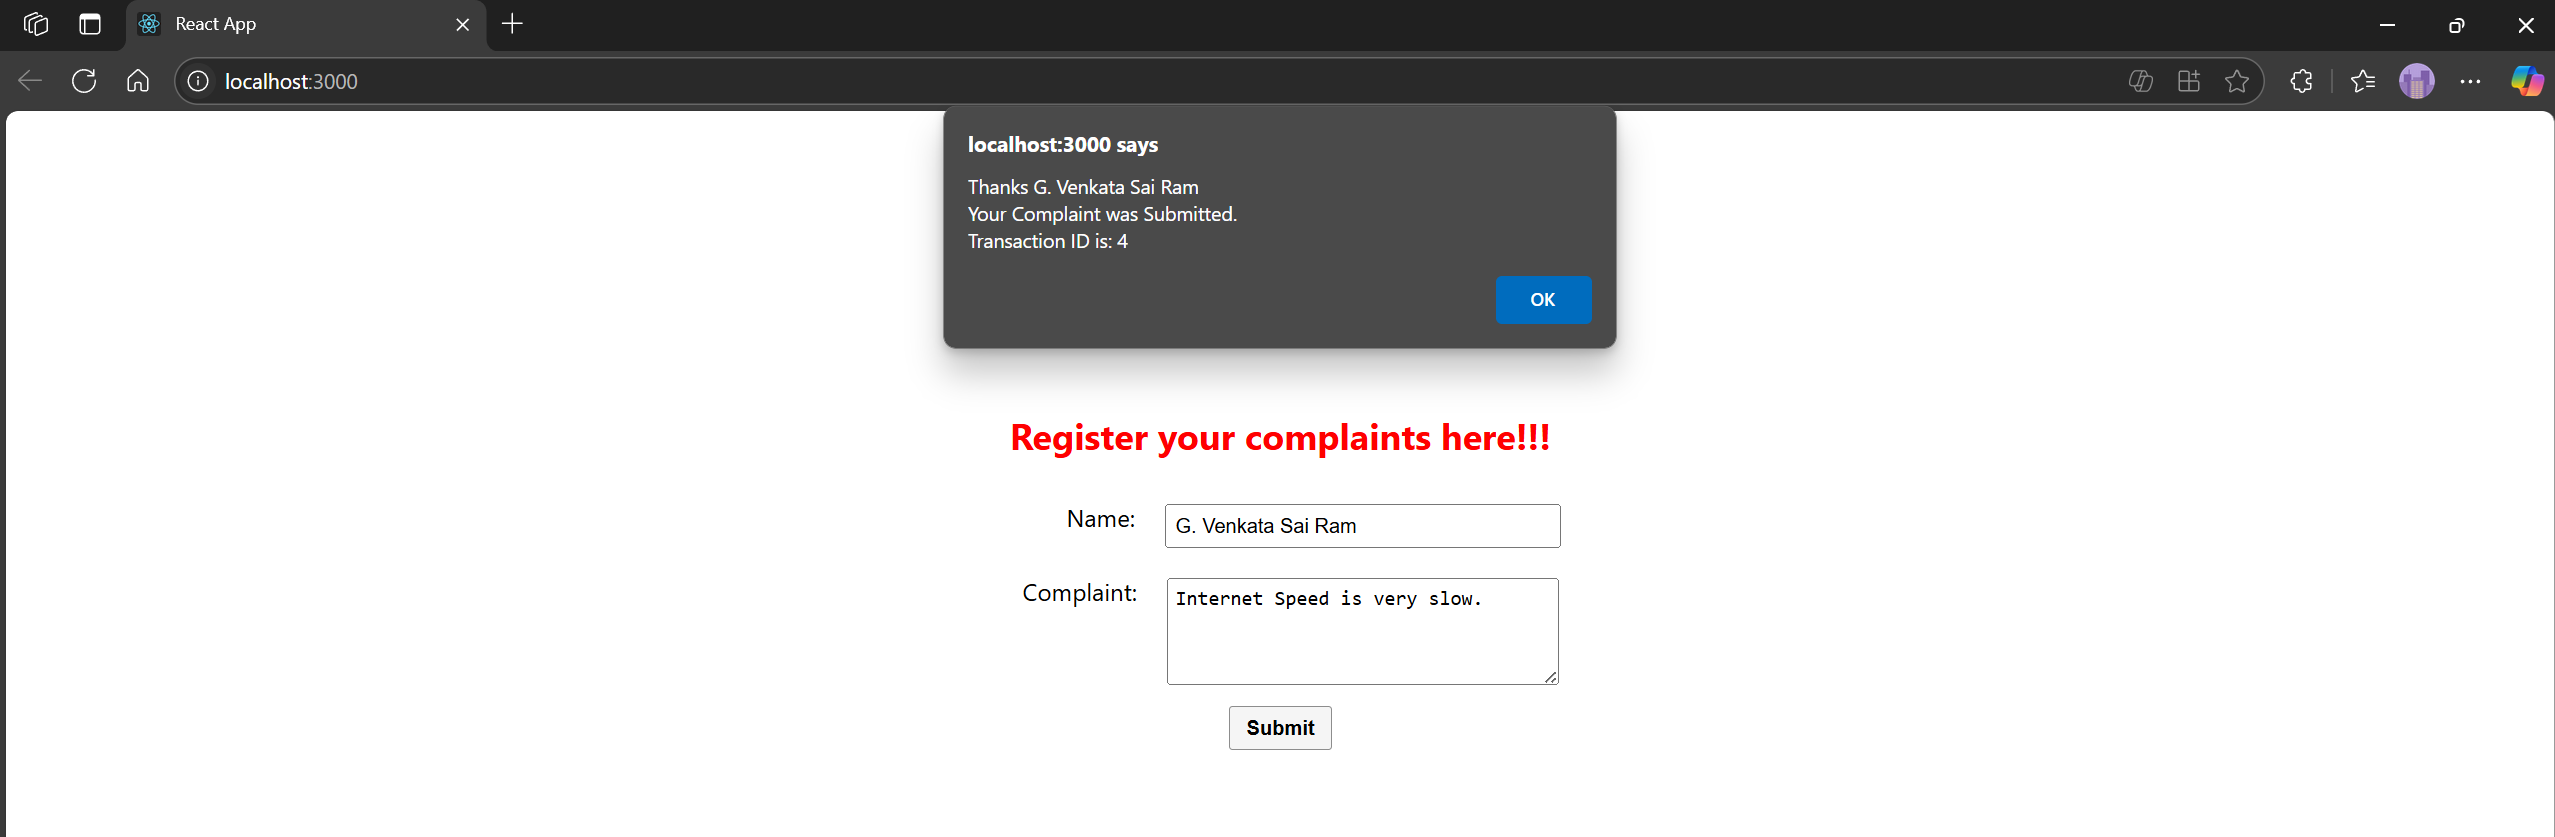 React App
localhost:3000
localhost:3000 says
Thanks G. Venkata Sai Ram
Your Complaint was Submitted.
Transaction ID is: 4
OK
Register your complaints here!!!
Name: G. Venkata Sai Ram
Complaint: Internet Speed is very slow.
Submit